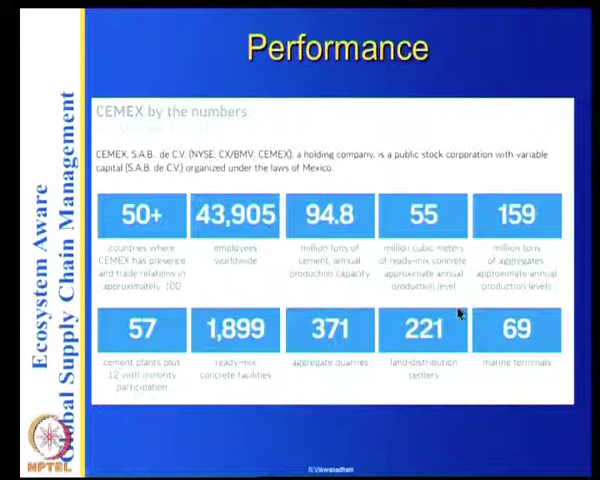 Performance
CEMEX by the numbers
CEMEX, S.A.B. de C.V. (NYSE: CX/BMV: CEMEX), a holding company, is a public stock corporation with variable
capital (S.A.B. de C.V.) organized under the laws of Mexico.
50+
countries where
CEMEX has presence
and trade relations in
approximately 100
43,905
employees
worldwide
94.8
million tons of
cement, annual
production capacity
55
million cubic meters
of ready-mix concrete
approximate annual
production level
159
million tons
of aggregates
approximate annual
production levels
57
cement plants plus
12 with minority
participation
1,899
ready-mix
concrete facilities
371
aggregate quarries
221
land-distribution
centers
69
marine terminals
Ecosystem Aware
Global Supply Chain Management
NPTEL
N.Viswanadham